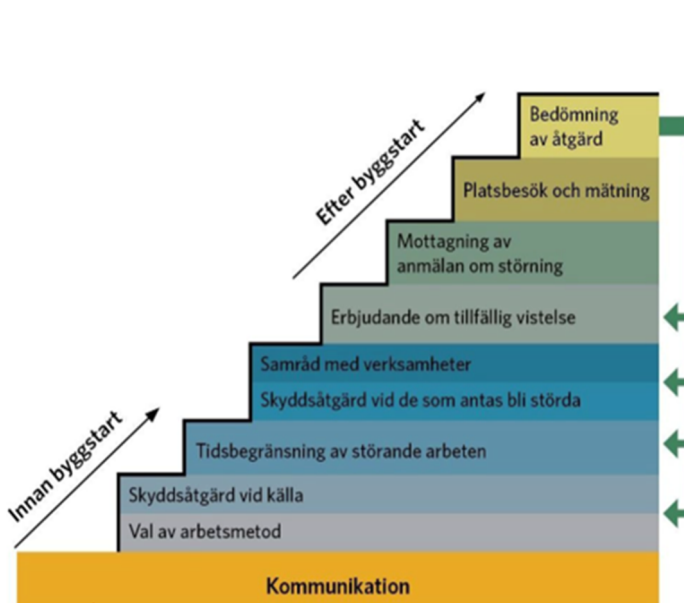 Efter byggstart
Bedömning
av åtgärd
Platsbesök och mätning
Mottagning av
anmälan om störning
Erbjudande om tillfällig vistelse
Samråd med verksamheter
Skyddsåtgärd vid de som antas bli störda
Innan byggstart
Tidsbegränsning av störande arbeten
Skyddsåtgärd vid källa
Val av arbetsmetod
Kommunikation